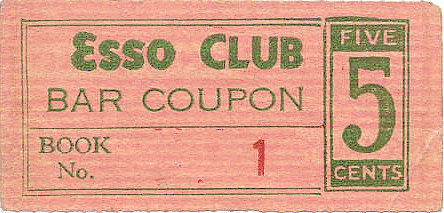 Esso CLUB
BAR COUPON
BOOK
No. 1
FIVE
5
CENTS